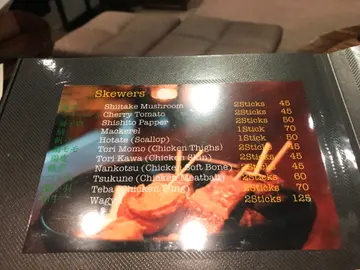 Skewers
Shiitake Mushroom 2Sticks 45
Cherry Tomato 2Sticks 45
Shishito Papper 2Sticks 50
Mackerel 1Stick 70
Hotate (Scallop) 1Stick 50
Tori Momo (Chicken Thighs) 2Sticks 45
Tori Kawa (Chicken Skin) 2Sticks 45
Nankotsu (Chicken Soft Bone) 2Sticks 45
Tsukune (Chicken Meatball) 2Sticks 60
Teba (Chicken Wing) 2Sticks 70
2Sticks 125